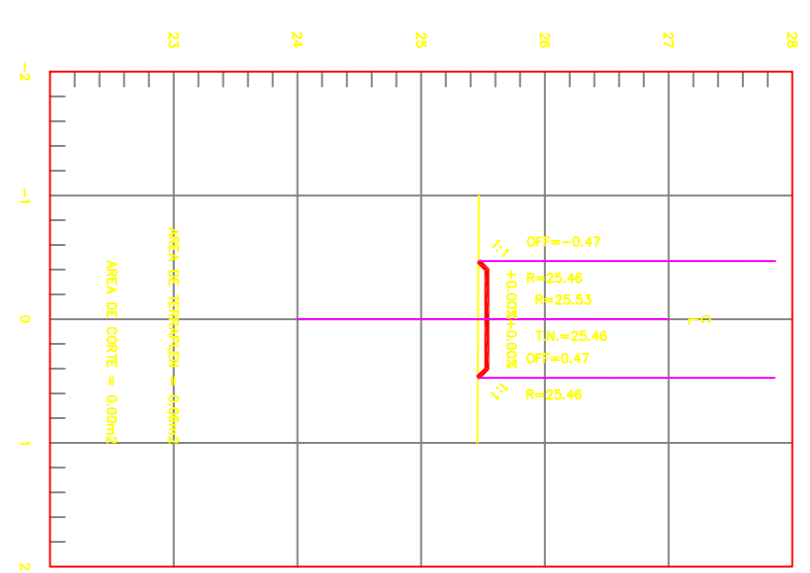 23
24
25
26
27
28
-2
-1
0
1
2
1:1
OFF=-0.47
R=25.46
R=25.53
+0.00%+0.00%
T.N.=25.46
OFF=0.47
1:1
R=25.46
CL
AREA DE TERRAPLEN = 0.06m2
AREA DE CORTE = 0.00m2